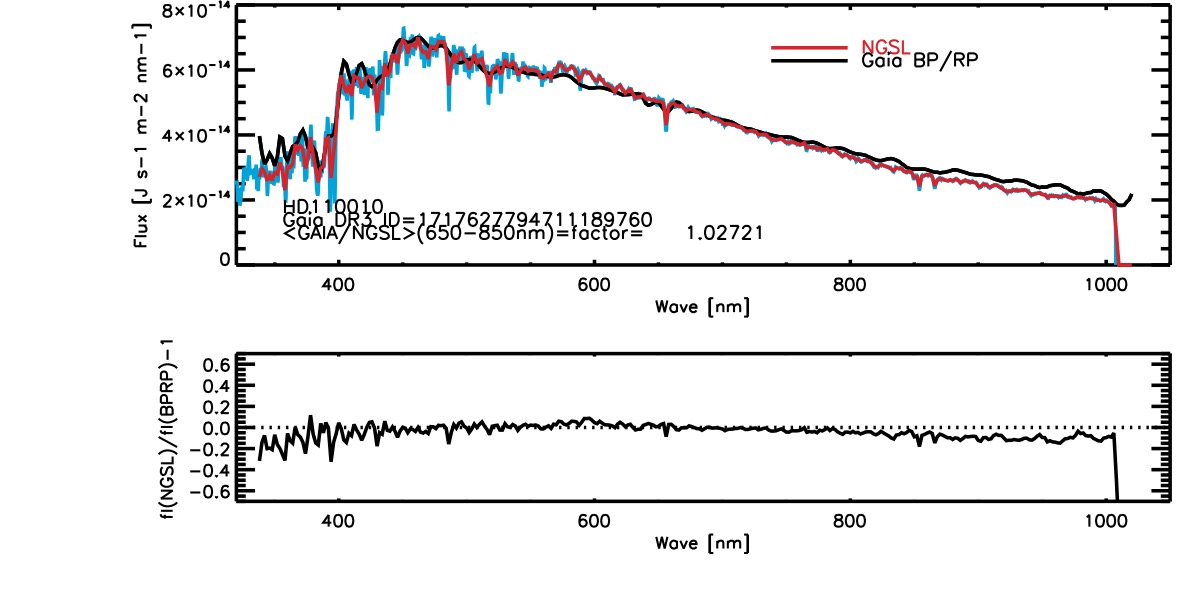 8×10⁻¹⁴
6×10⁻¹⁴
4×10⁻¹⁴
2×10⁻¹⁴
0
Flux [J s−1 m−2 nm−1]
NGSL
Gaia BP/RP
HD110010
Gaia DR3 ID=1717627794711189760
<GAIA/NGSL>(650−850nm)=factor= 1.02721
400 600 800 1000
Wave [nm]
fl(NGSL)/fl(BPRP)−1
0.6
0.4
0.2
0.0
−0.2
−0.4
−0.6
400 600 800 1000
Wave [nm]